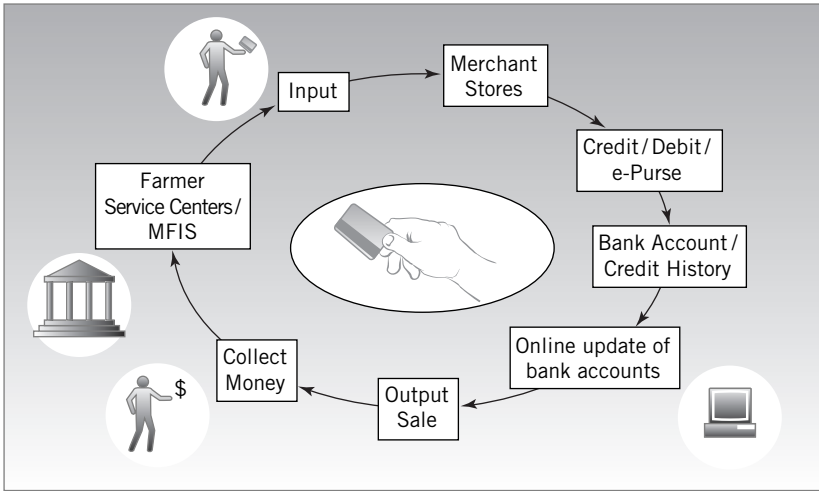 Input
Merchant
Stores
Credit / Debit /
e-Purse
Bank Account /
Credit History
Online update of
bank accounts
Output
Sale
Collect
Money
$
Farmer
Service Centers /
MFIS